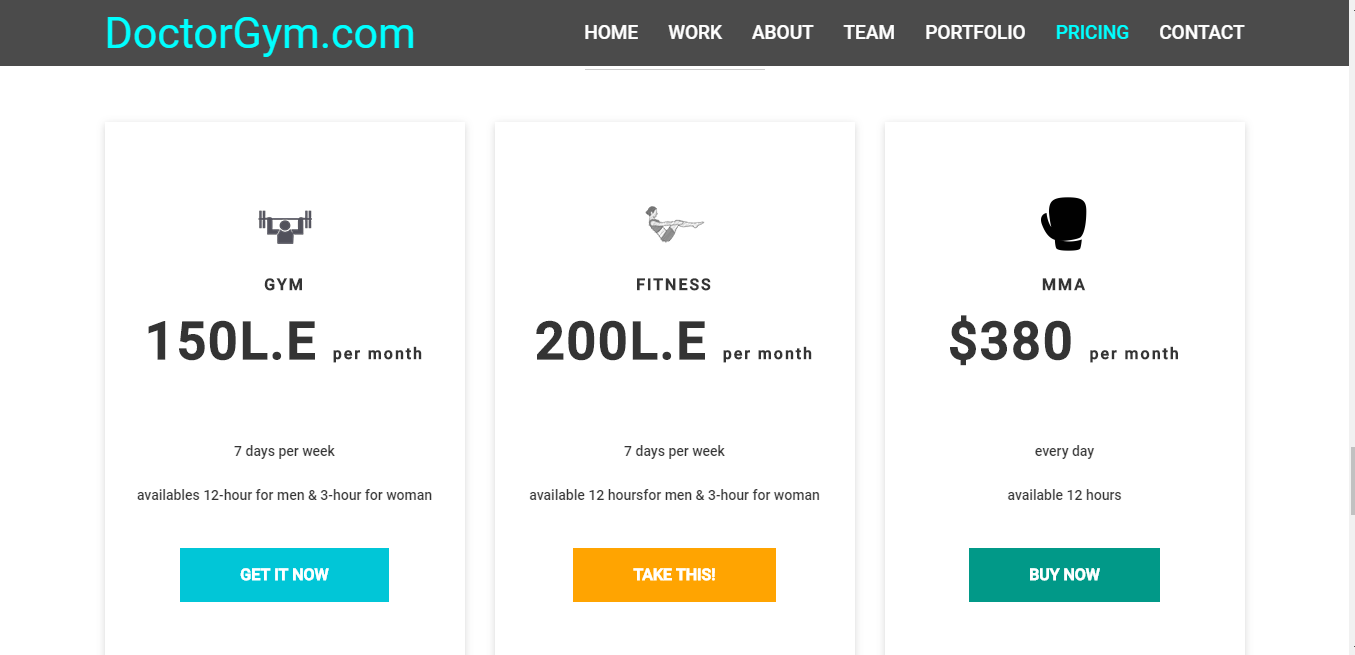 DoctorGym.com HOME WORK ABOUT TEAM PORTFOLIO PRICING CONTACT
GYM
150L.E per month
7 days per week
availables 12-hour for men & 3-hour for woman
GET IT NOW
FITNESS
200L.E per month
7 days per week
available 12 hoursfor men & 3-hour for woman
TAKE THIS!
MMA
$380 per month
every day
available 12 hours
BUY NOW